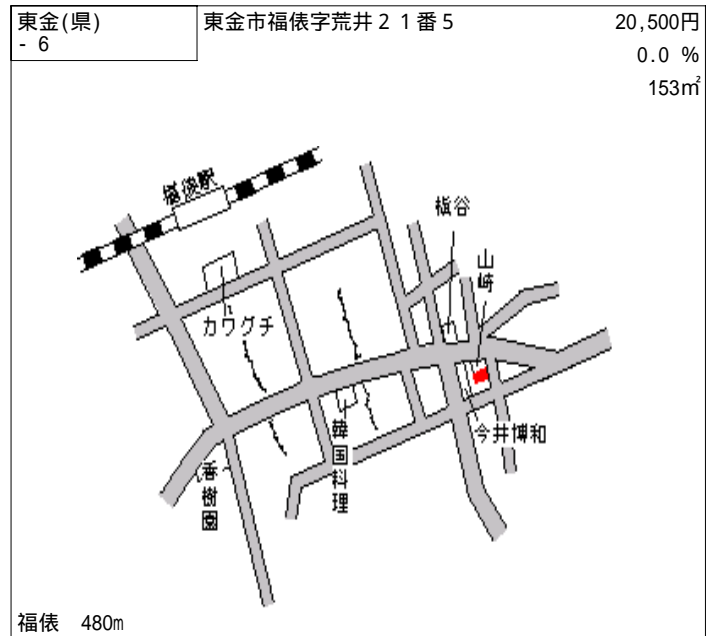 東金(県)
- 6
東金市福俵字荒井２１番５
20,500円
0.0 %
153㎡
福俵駅
槇谷
山崎
カワグチ
今井博和
韓国料理
香樹園
福俵 480m